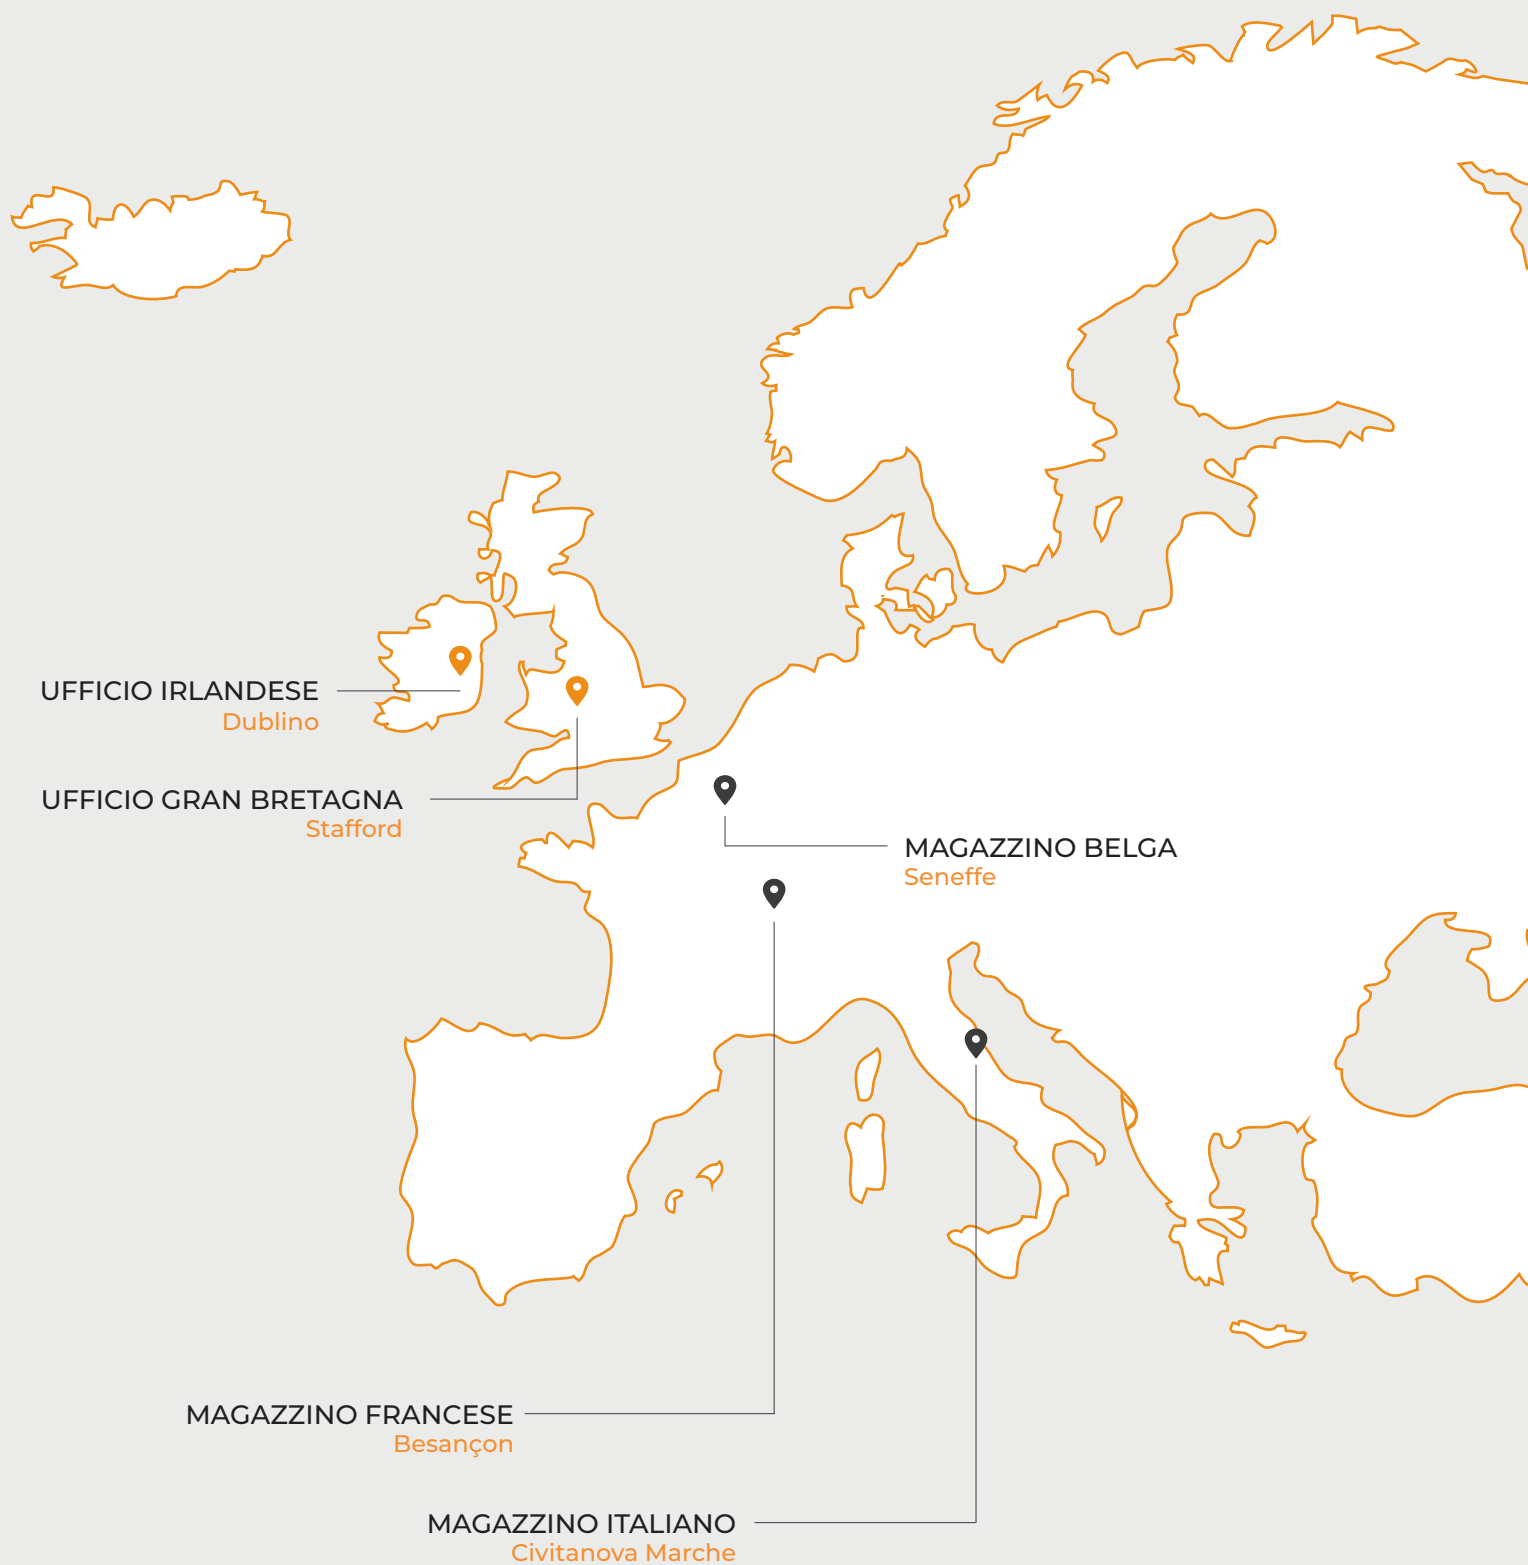 UFFICIO IRLANDESE
Dublino
UFFICIO GRAN BRETAGNA
Stafford
MAGAZZINO BELGA
Seneffe
MAGAZZINO FRANCESE
Besançon
MAGAZZINO ITALIANO
Civitanova Marche